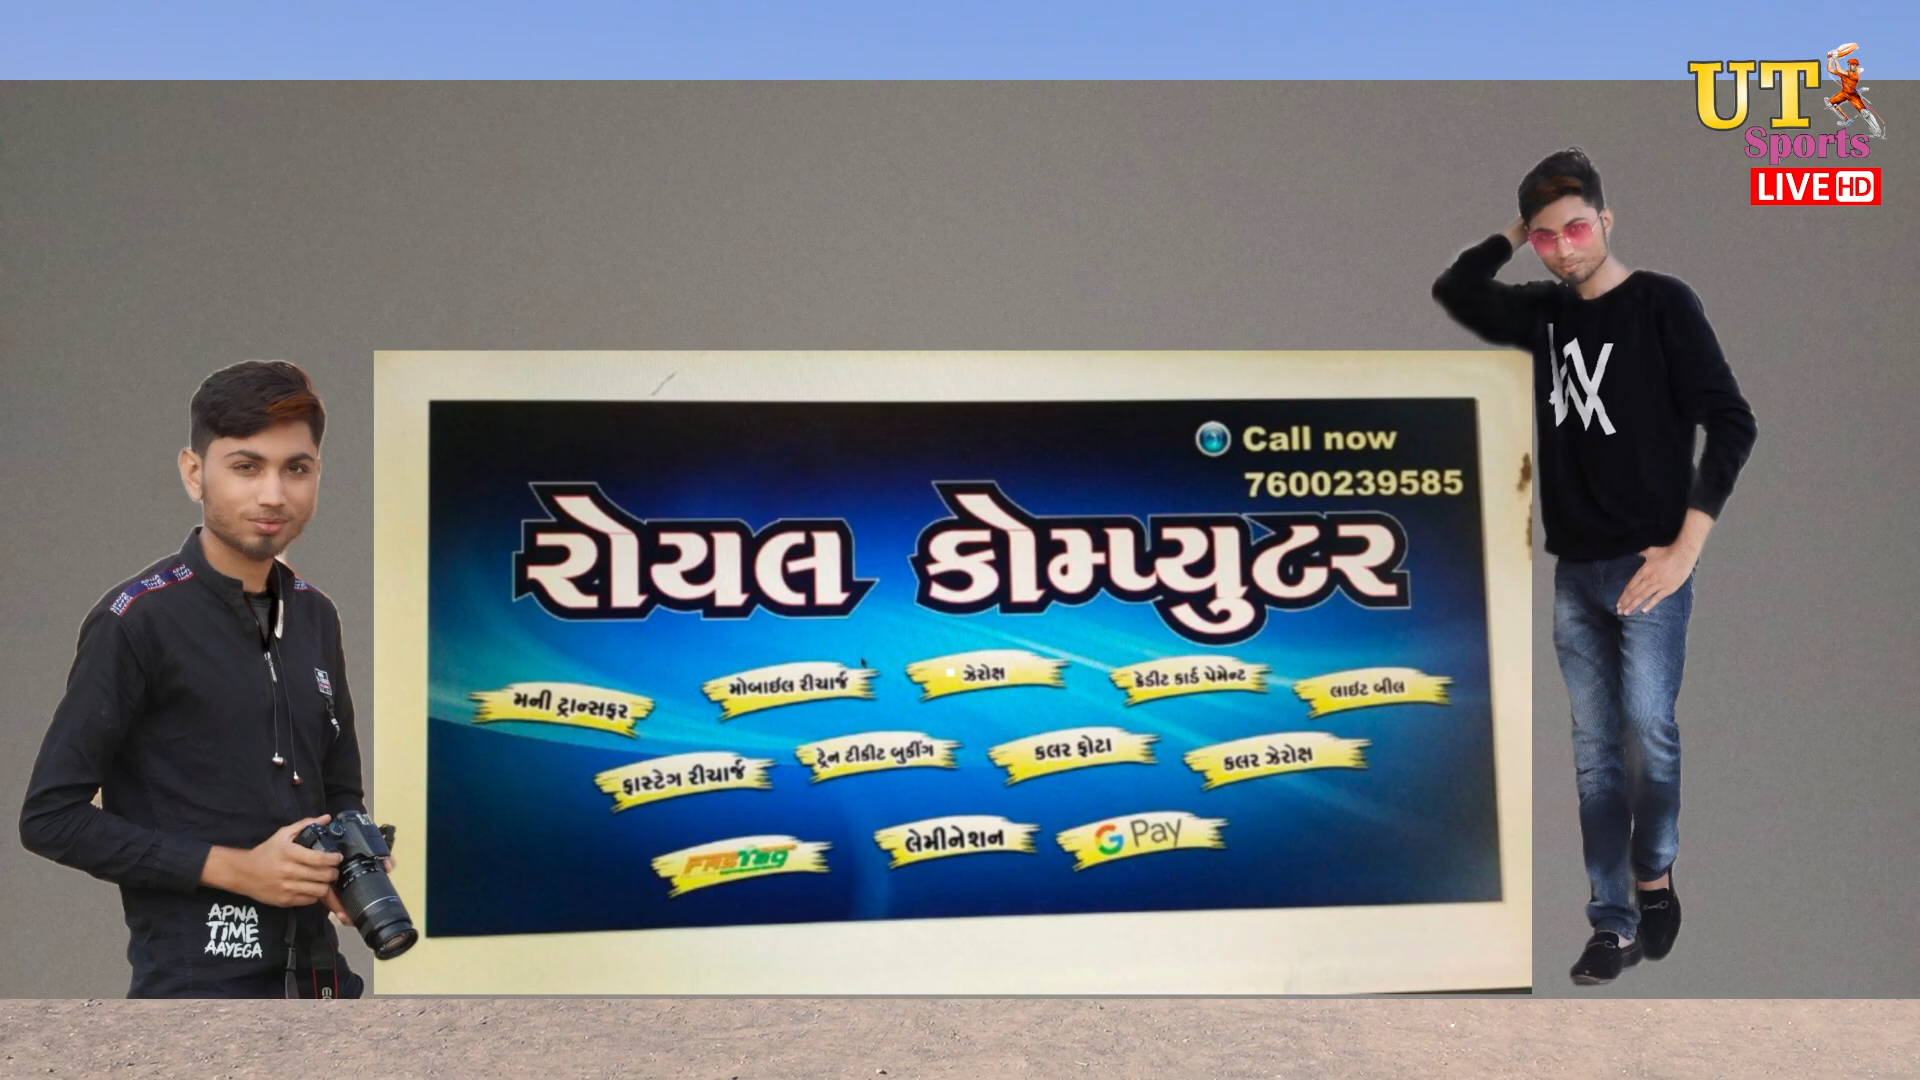 UT
Sports
LIVE HD
Call now
7600239585
રોયલ કોમ્પ્યુટર
મની ટ્રાન્સફર
મોબાઇલ રીચાર્જ
ઝેરોક્ષ
ક્રેડીટ કાર્ડ પેમેન્ટ
લાઇટ બીલ
ફાસ્ટેગ રીચાર્જ
ટ્રેન ટીકીટ બુકીંગ
કલર ફોટા
કલર ઝેરોક્ષ
FASTag
લેમીનેશન
G Pay
APNA
TiME
AAYEGA